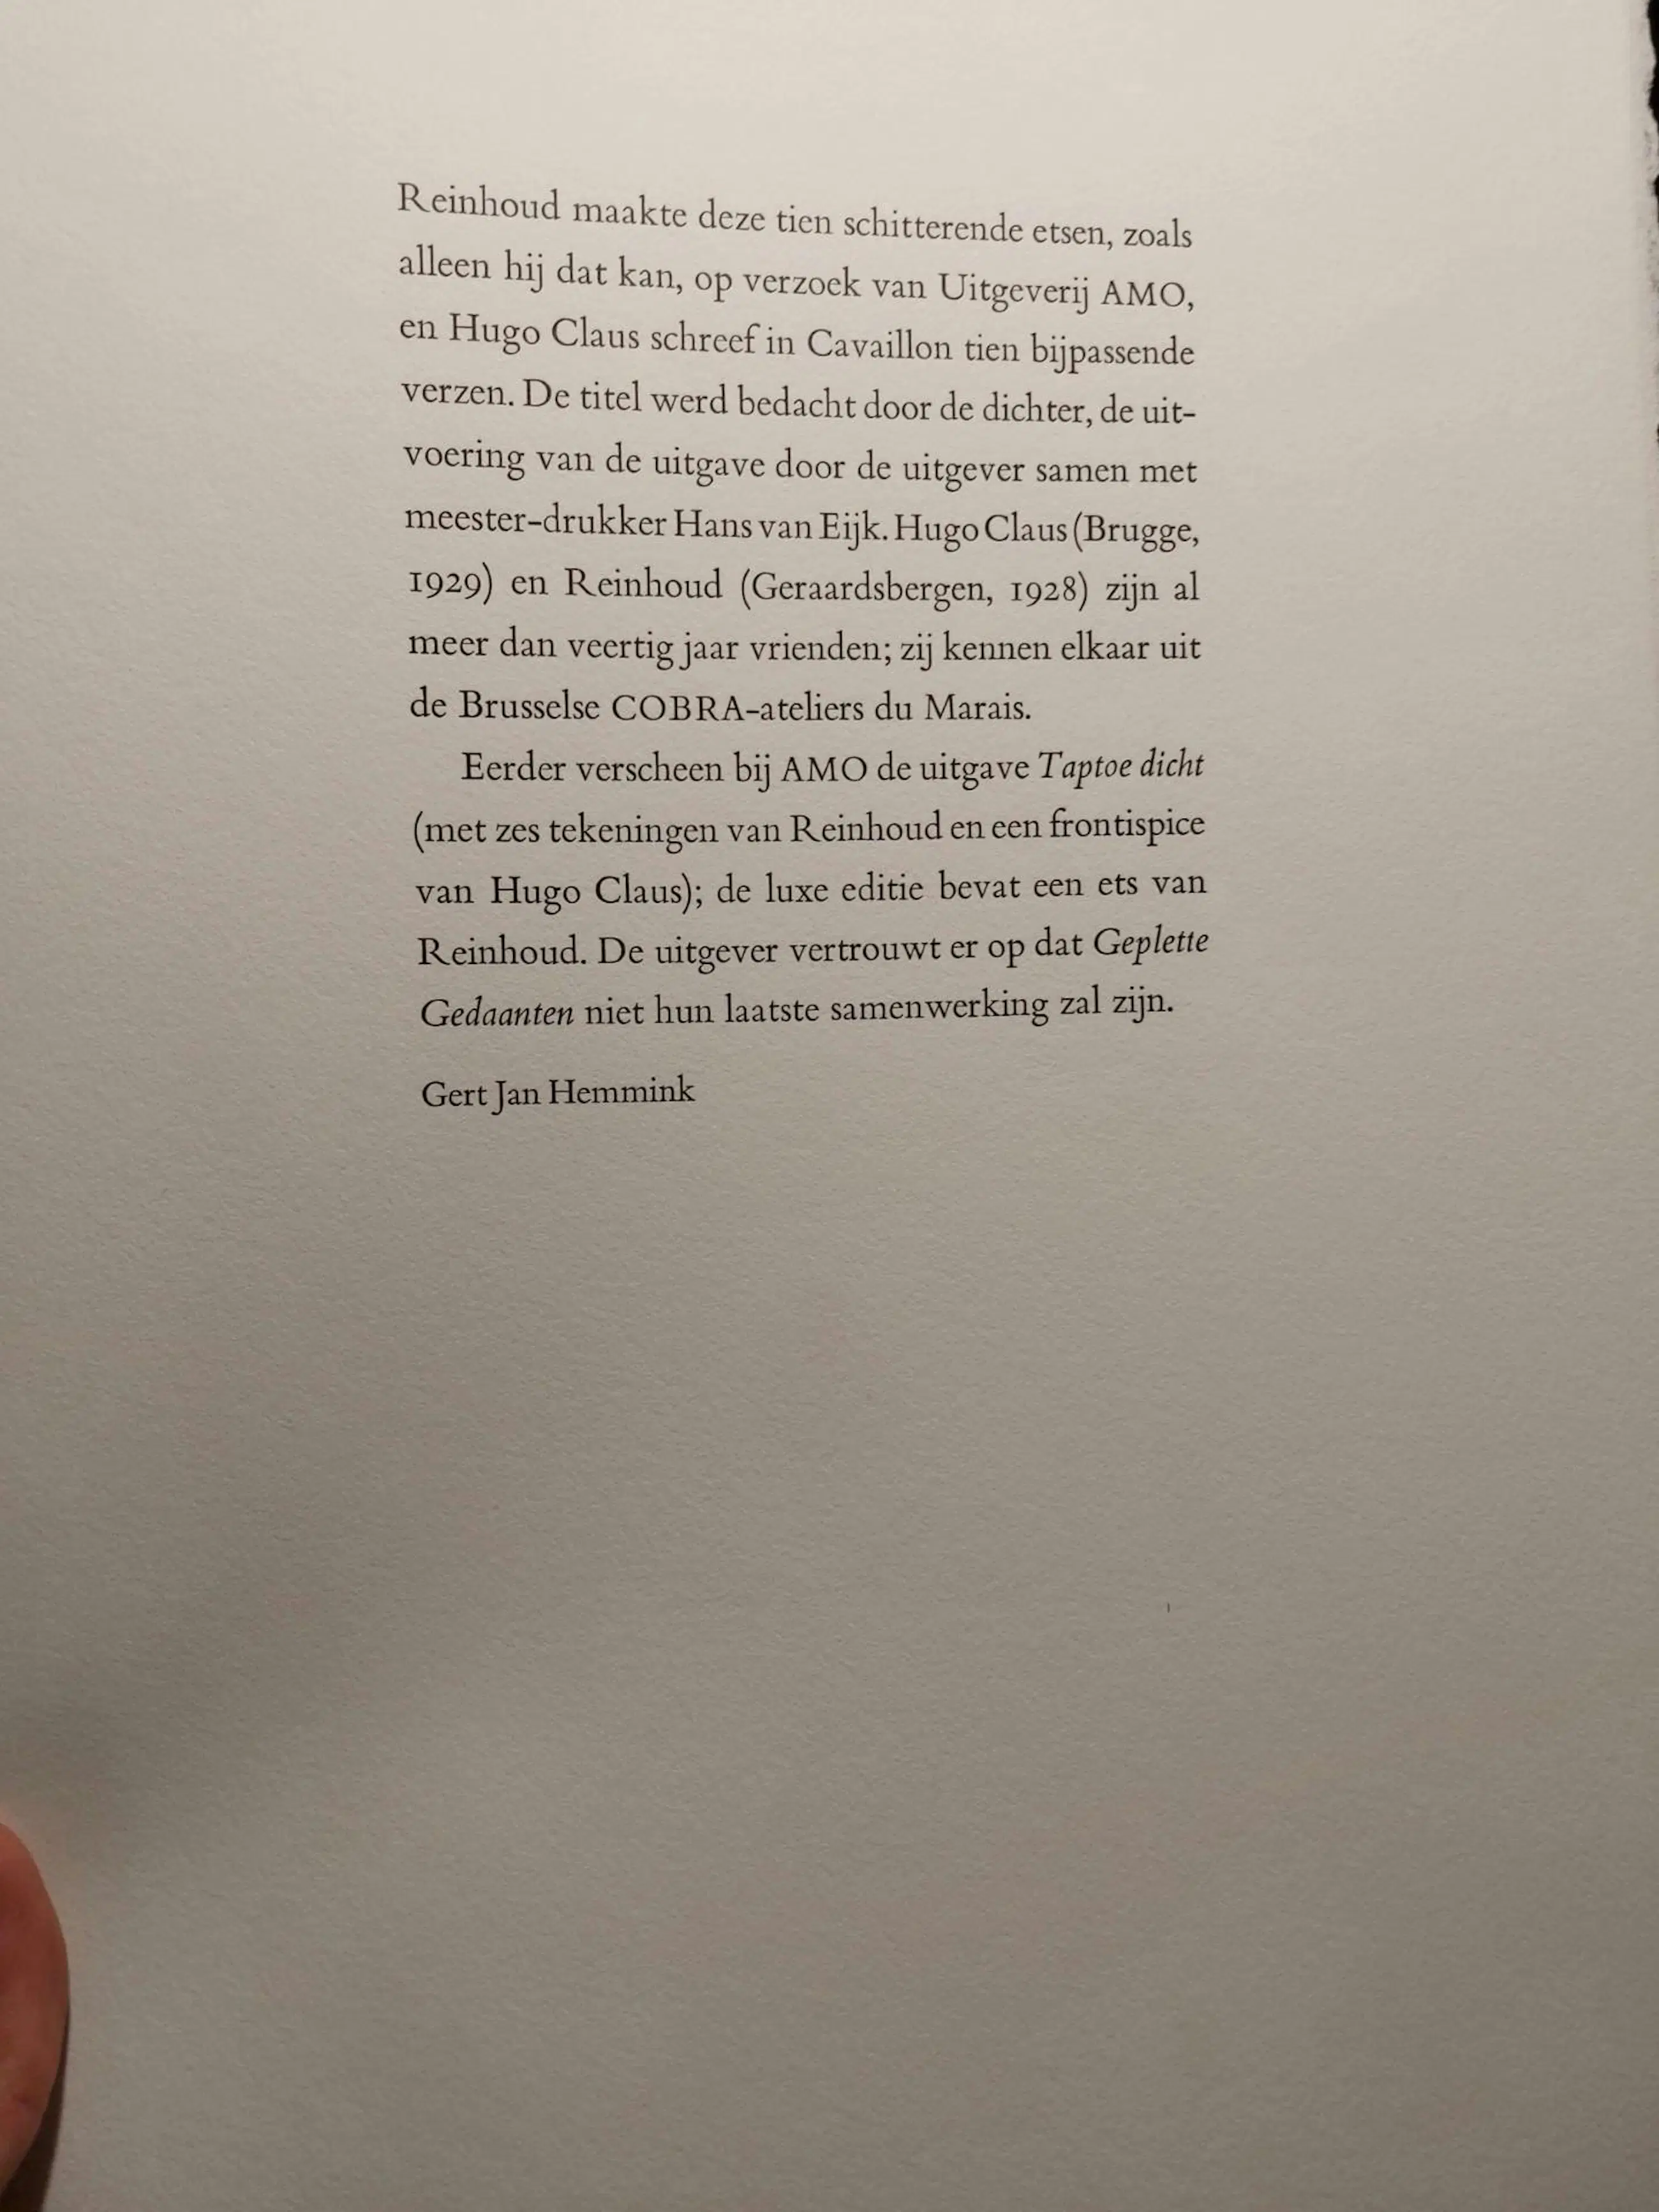 Reinhoud maakte deze tien schitterende etsen, zoals
alleen hij dat kan, op verzoek van Uitgeverij AMO,
en Hugo Claus schreef in Cavaillon tien bijpassende
verzen. De titel werd bedacht door de dichter, de uit-
voering van de uitgave door de uitgever samen met
meester-drukker Hans van Eijk. Hugo Claus (Brugge,
1929) en Reinhoud (Geraardsbergen, 1928) zijn al
meer dan veertig jaar vrienden; zij kennen elkaar uit
de Brusselse COBRA-ateliers du Marais.
Eerder verscheen bij AMO de uitgave Taptoe dicht
(met zes tekeningen van Reinhoud en een frontispice
van Hugo Claus); de luxe editie bevat een ets van
Reinhoud. De uitgever vertrouwt er op dat Geplette
Gedaanten niet hun laatste samenwerking zal zijn.
Gert Jan Hemmink